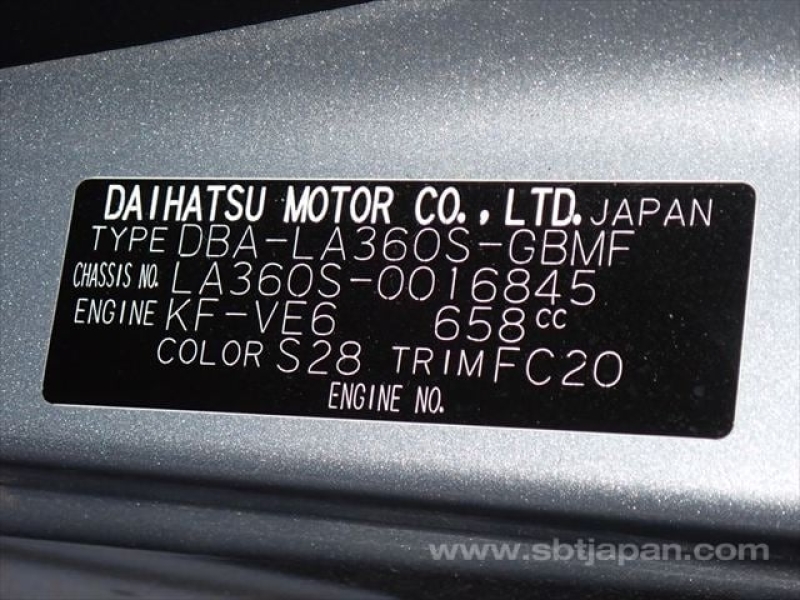 DAIHATSU MOTOR CO., LTD. JAPAN
TYPE DBA-LA360S-GBMF
CHASSIS NO. LA360S-0016845
ENGINE KF-VE6 658cc
COLOR S28 TRIM FC20
ENGINE NO.
www.sbtjapan.com